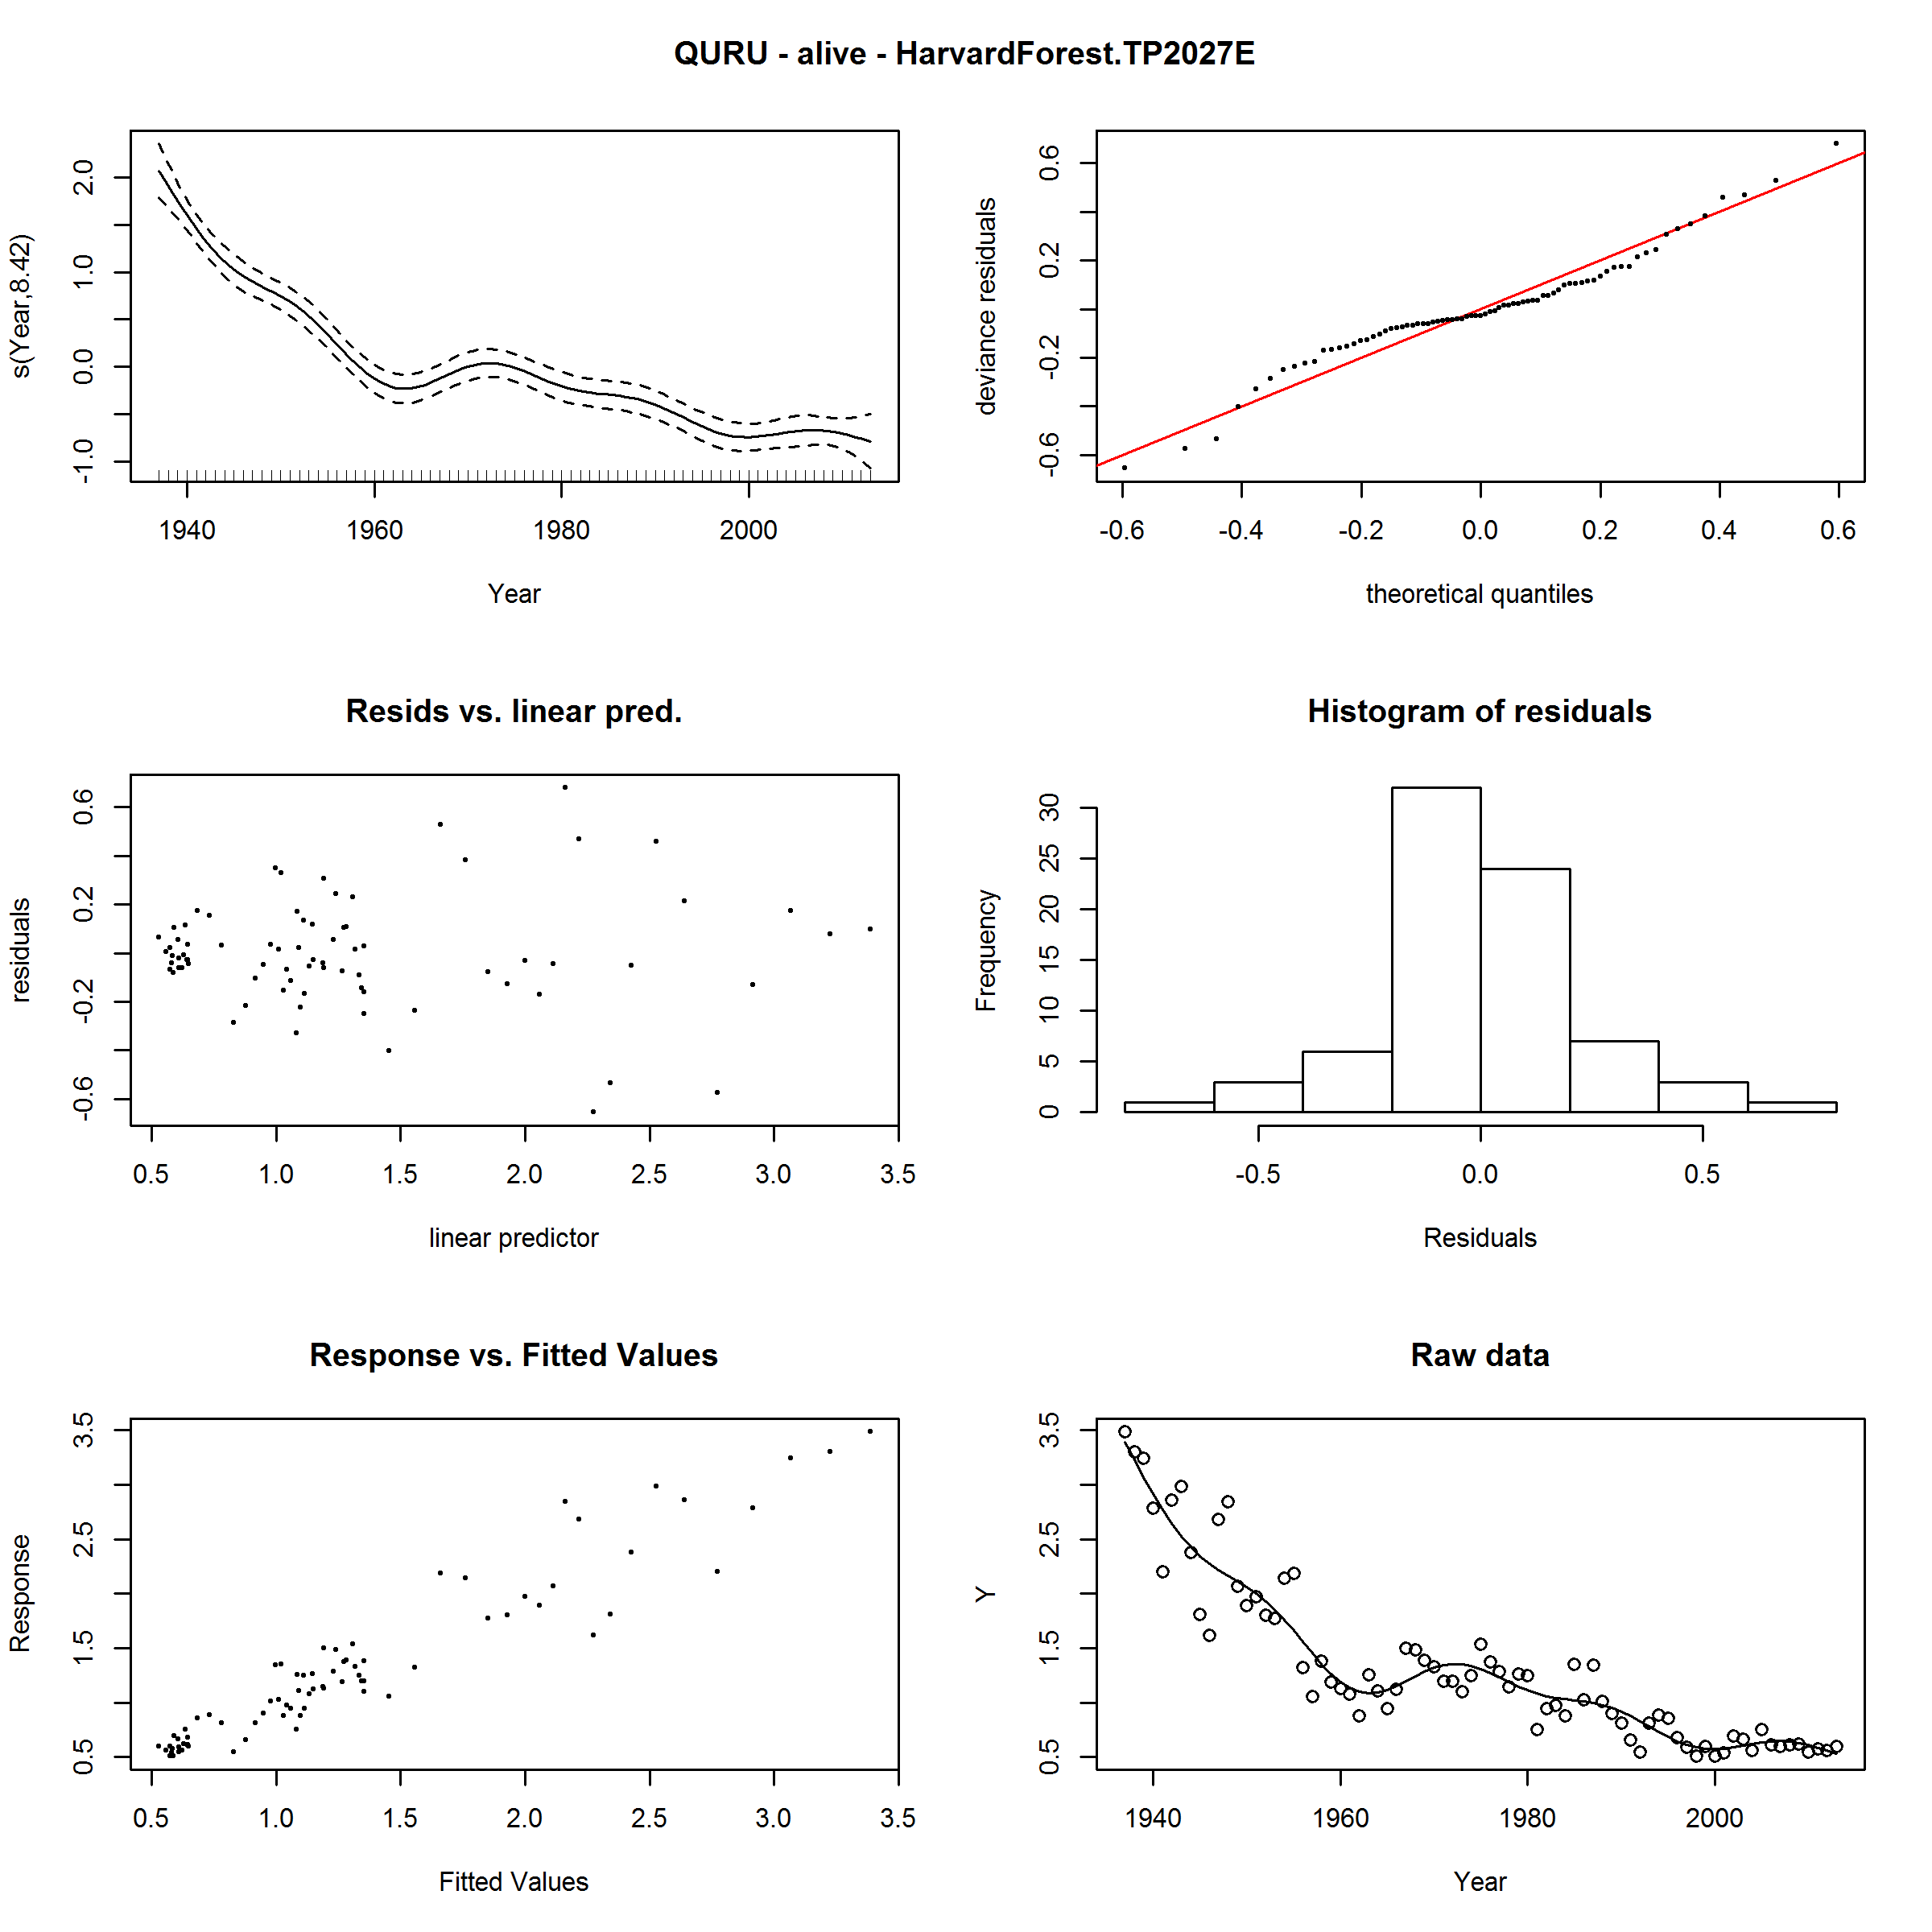 QURU - alive - HarvardForest.TP2027E
s(Year,8.42)
2.0
1.0
0.0
-1.0
1940 1960 1980 2000
Year
deviance residuals
0.6
0.2
-0.2
-0.6
-0.6 -0.4 -0.2 0.0 0.2 0.4 0.6
theoretical quantiles
Resids vs. linear pred.
residuals
0.6
0.2
-0.2
-0.6
0.5 1.0 1.5 2.0 2.5 3.0 3.5
linear predictor
Histogram of residuals
Frequency
30
25
20
15
10
5
0
-0.5 0.0 0.5
Residuals
Response vs. Fitted Values
Response
3.5
2.5
1.5
0.5
0.5 1.0 1.5 2.0 2.5 3.0 3.5
Fitted Values
Raw data
Y
3.5
2.5
1.5
0.5
1940 1960 1980 2000
Year